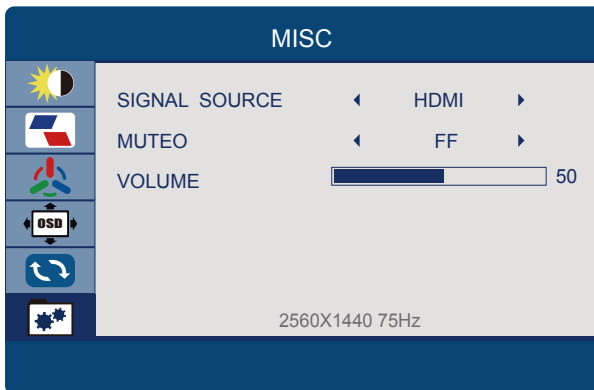 MISC
SIGNAL SOURCE HDMI
MUTEO FF
VOLUME 50
OSD
2560X1440 75Hz